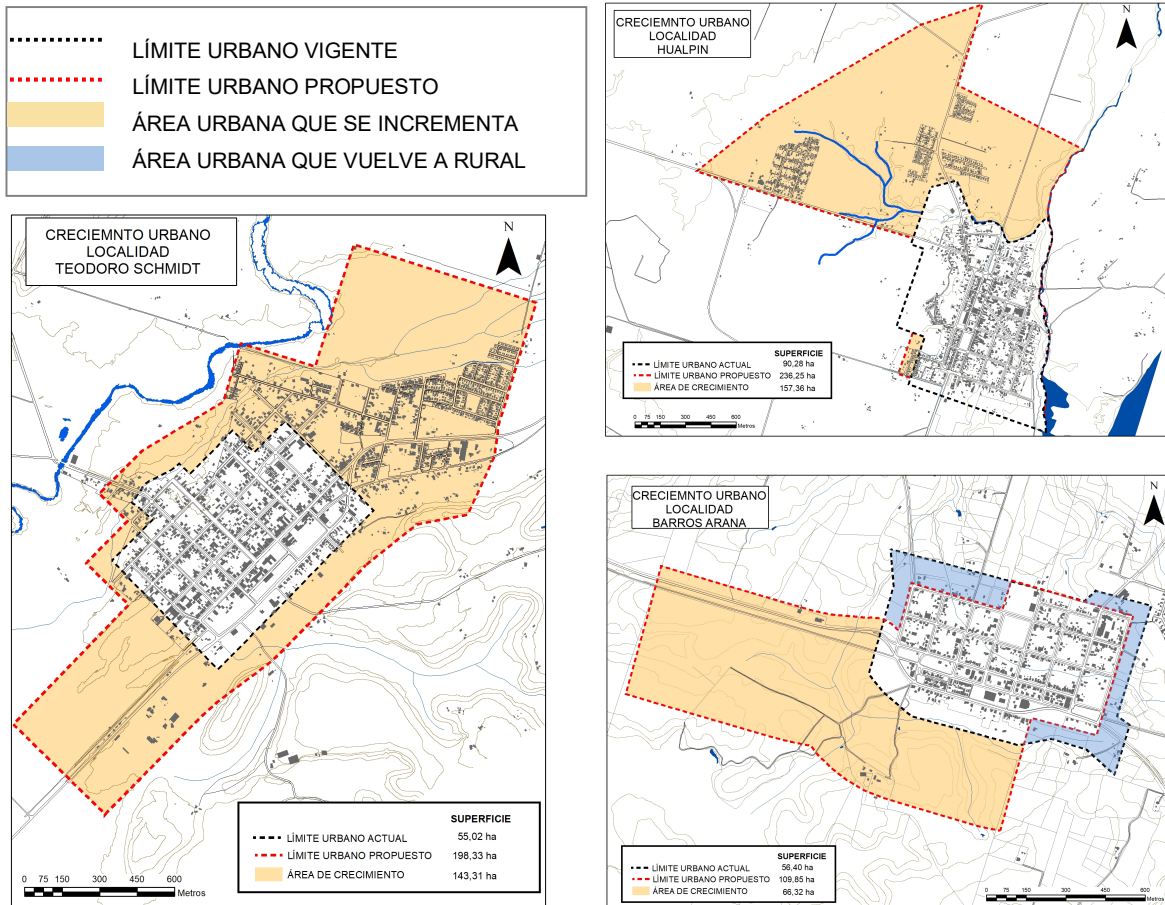 LÍMITE URBANO VIGENTE
LÍMITE URBANO PROPUESTO
ÁREA URBANA QUE SE INCREMENTA
ÁREA URBANA QUE VUELVE A RURAL
CRECIEMNTO URBANO
LOCALIDAD
TEODORO SCHMIDT
N
SUPERFICIE
LÍMITE URBANO ACTUAL 55,02 ha
LÍMITE URBANO PROPUESTO 198,33 ha
ÁREA DE CRECIMIENTO 143,31 ha
0 75 150 300 450 600
Metros
CRECIEMNTO URBANO
LOCALIDAD
HUALPIN
N
SUPERFICIE
LÍMITE URBANO ACTUAL 90,28 ha
LÍMITE URBANO PROPUESTO 236,25 ha
ÁREA DE CRECIMIENTO 157,36 ha
0 75 150 300 450 600
Metros
CRECIEMNTO URBANO
LOCALIDAD
BARROS ARANA
N
SUPERFICIE
LÍMITE URBANO ACTUAL 56,40 ha
LÍMITE URBANO PROPUESTO 109,85 ha
ÁREA DE CRECIMIENTO 66,32 ha
0 75 150 300 450 600
Metros